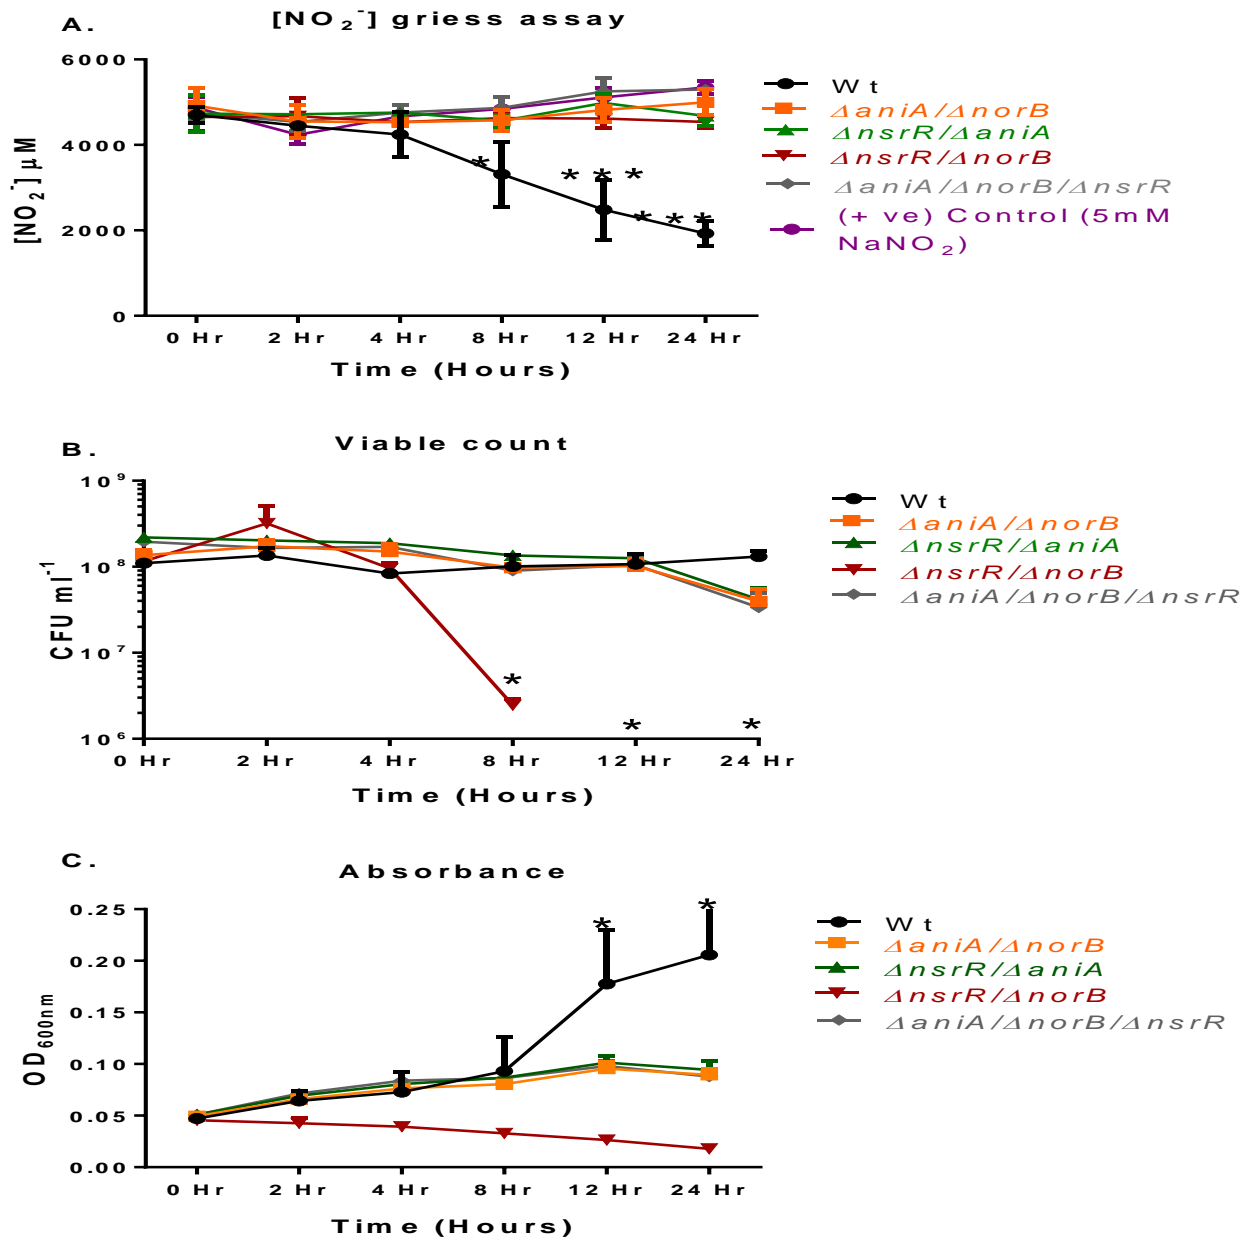 A.
[NO₂⁻] griess assay
6000
4000
2000
0
[NO₂⁻] µM
0 Hr 2 Hr 4 Hr 8 Hr 12 Hr 24 Hr
Time (Hours)
* * * * * * *
Wt
ΔaniA/ΔnorB
ΔnsrR/ΔaniA
ΔnsrR/ΔnorB
ΔaniA/ΔnorB/ΔnsrR
(+ ve) Control (5mM
NaNO₂)
B.
Viable count
10⁹
10⁸
10⁷
10⁶
CFU ml⁻¹
0 Hr 2 Hr 4 Hr 8 Hr 12 Hr 24 Hr
Time (Hours)
* * *
Wt
ΔaniA/ΔnorB
ΔnsrR/ΔaniA
ΔnsrR/ΔnorB
ΔaniA/ΔnorB/ΔnsrR
C.
Absorbance
0.25
0.20
0.15
0.10
0.05
0.00
OD₆₀₀nm
0 Hr 2 Hr 4 Hr 8 Hr 12 Hr 24 Hr
Time (Hours)
* *
Wt
ΔaniA/ΔnorB
ΔnsrR/ΔaniA
ΔnsrR/ΔnorB
ΔaniA/ΔnorB/ΔnsrR